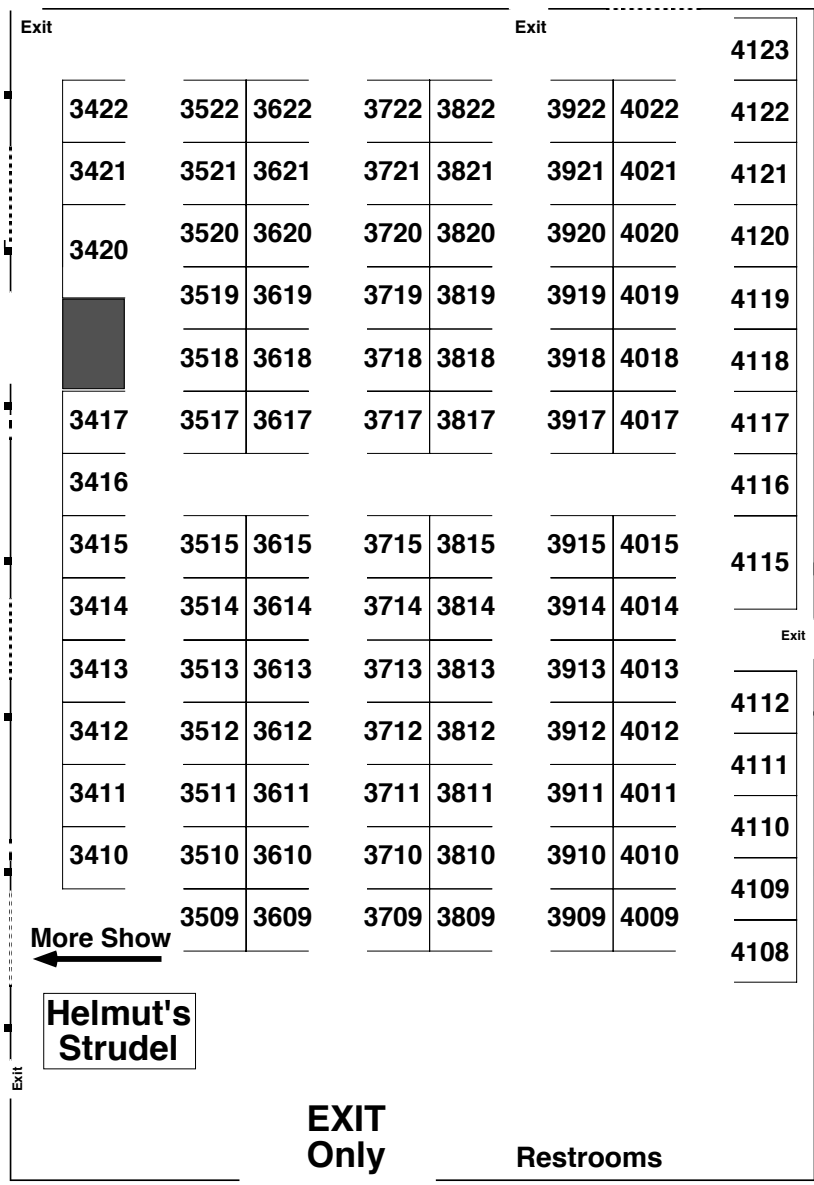 Exit Exit
4123
3422 3522 3622 3722 3822 3922 4022 4122
3421 3521 3621 3721 3821 3921 4021 4121
3420 3520 3620 3720 3820 3920 4020 4120
3519 3619 3719 3819 3919 4019 4119
3518 3618 3718 3818 3918 4018 4118
3417 3517 3617 3717 3817 3917 4017 4117
3416 4116
3415 3515 3615 3715 3815 3915 4015 4115
3414 3514 3614 3714 3814 3914 4014
Exit
3413 3513 3613 3713 3813 3913 4013
4112
3412 3512 3612 3712 3812 3912 4012
4111
3411 3511 3611 3711 3811 3911 4011
4110
3410 3510 3610 3710 3810 3910 4010
4109
3509 3609 3709 3809 3909 4009
More Show
4108
Helmut's
Strudel
Exit
EXIT
Only
Restrooms